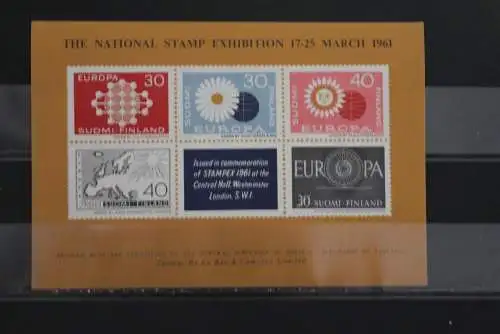 THE NATIONAL STAMP EXHIBITION 17-25 MARCH 1961
EUROPA 30
SUOMI-FINLAND
30
SUOMI FINLAND
EUROPA
40
SUOMI FINLAND
EUROPA
40
SUOMI FINLAND
Issued in commemoration
of STAMPEX 1961 at the
Central Hall, Westminster
London. S.W.1.
EUROPA
30 SUOMI-FINLAND